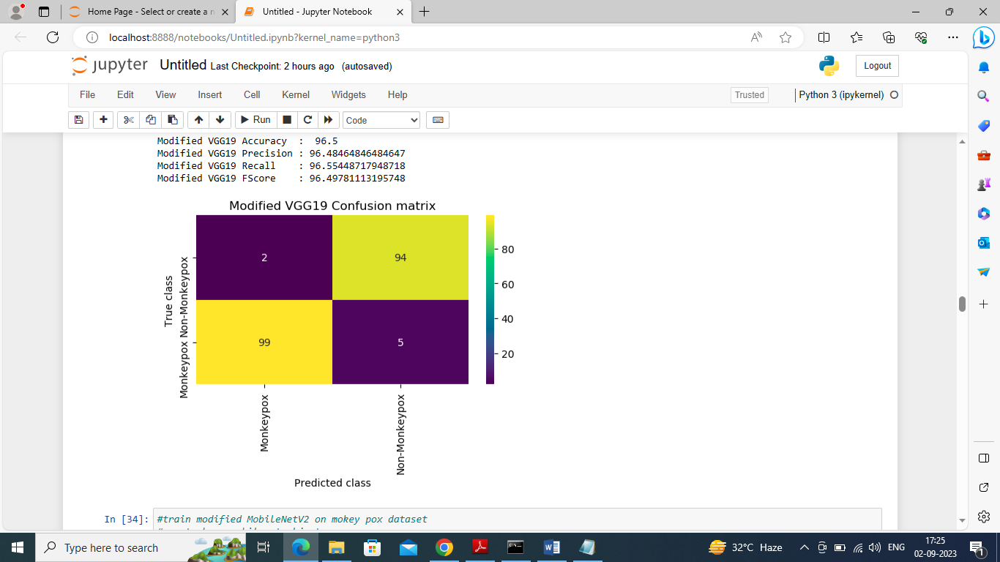 Home Page - Select or create a n
Untitled - Jupyter Notebook
localhost:8888/notebooks/Untitled.ipynb?kernel_name=python3
jupyter Untitled Last Checkpoint: 2 hours ago (autosaved)
Logout
File Edit View Insert Cell Kernel Widgets Help
Trusted
Python 3 (ipykernel)
Run
Code
Modified VGG19 Accuracy : 96.5
Modified VGG19 Precision : 96.48464846484647
Modified VGG19 Recall : 96.55448717948718
Modified VGG19 FScore : 96.49781113195748
Modified VGG19 Confusion matrix
True class
Non-Monkeypox
Monkeypox
2 94
99 5
80
60
40
20
Monkeypox
Non-Monkeypox
Predicted class
In [34]: #train modified MobileNetV2 on mokey pox dataset
Type here to search
32°C Haze
ENG
17:25
02-09-2023
1